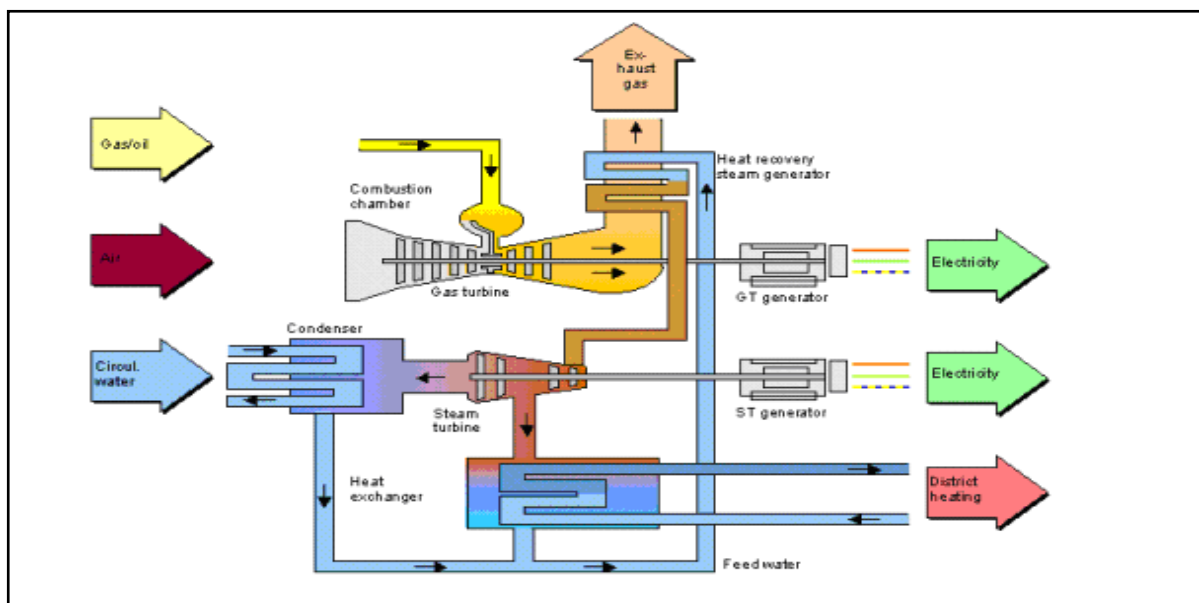 Ex-
haust
gas
Gas/oil
Heat recovery
steam generator
Combustion
chamber
Air
Gas turbine
GT generator
Electricity
Condenser
Circul.
water
Steam
turbine
ST generator
Electricity
Heat
exchanger
District
heating
Feed water